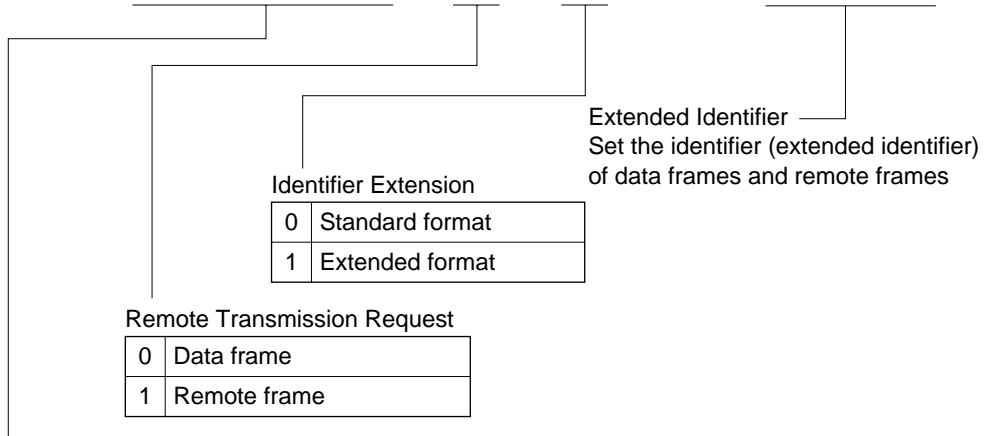 Extended Identifier
Set the identifier (extended identifier)
of data frames and remote frames
Identifier Extension
0 Standard format
1 Extended format
Remote Transmission Request
0 Data frame
1 Remote frame